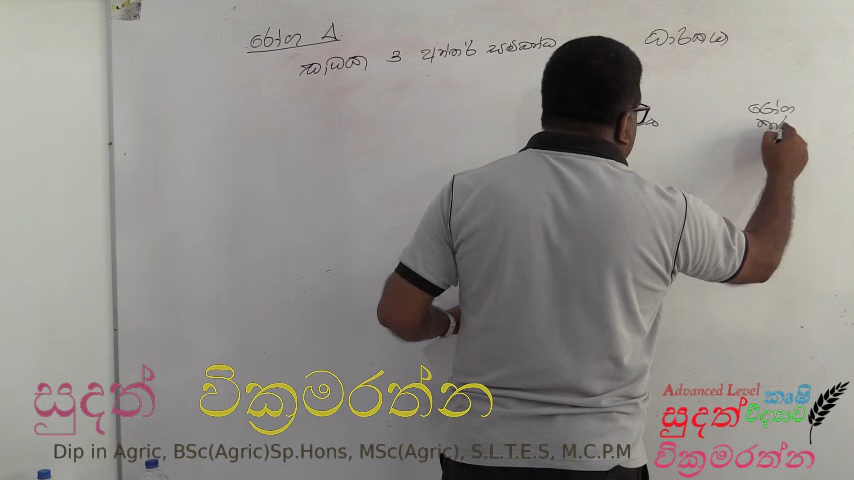 රෝග Δ
සාධක 3 අන්තර් සම්බන්ධ
ධාරකයා
රෝග
සුදත් වික්‍රමරත්න
Dip in Agric, BSc(Agric)Sp.Hons, MSc(Agric), S.L.T.E.S, M.C.P.M
Advanced Level කෘෂි
සුදත් විද්‍යාව
වික්‍රමරත්න